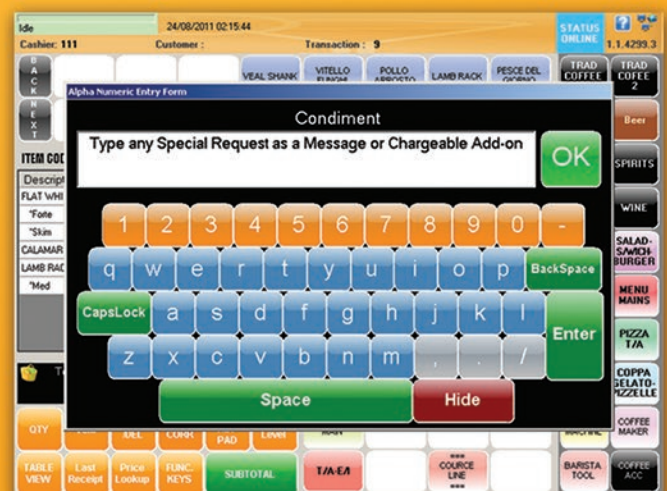 Idle
24/08/2011 02:15:44
STATUS ONLINE
Cashier: 111
Customer :
Transaction : 9
1.1.4299.3
BACK
VEAL SHANK
VITELLO
POLLO
LAMB RACK
PESCE DEL
TRAD COFFEE
TRAD COFEE 2
Alpha Numeric Entry Form
NEXT
Condiment
Beer
Type any Special Request as a Message or Chargeable Add-on
OK
ITEM COD
SPIRITS
Descript
FLAT WHI
"Forte
"Skim
CALAMAR
LAMB RAC
"Med
WINE
1 2 3 4 5 6 7 8 9 0 -
SALAD-
S/WICH-
BURGER
q w e r t y u i o p BackSpace
MENU MAINS
CapsLock a s d f g h j k l
Enter
PIZZA T/A
z x c v b n m , . /
COPPA
GELATO-
PIZZELLE
Space
Hide
QTY
CORR
PAD
Level
COFFEE MAKER
TABLE VIEW
Last Receipt
Price Lookup
FUNC. KEYS
SUBTOTAL
T/A-E/I
COURCE LINE
BARISTA TOOL
COFFEE ACC